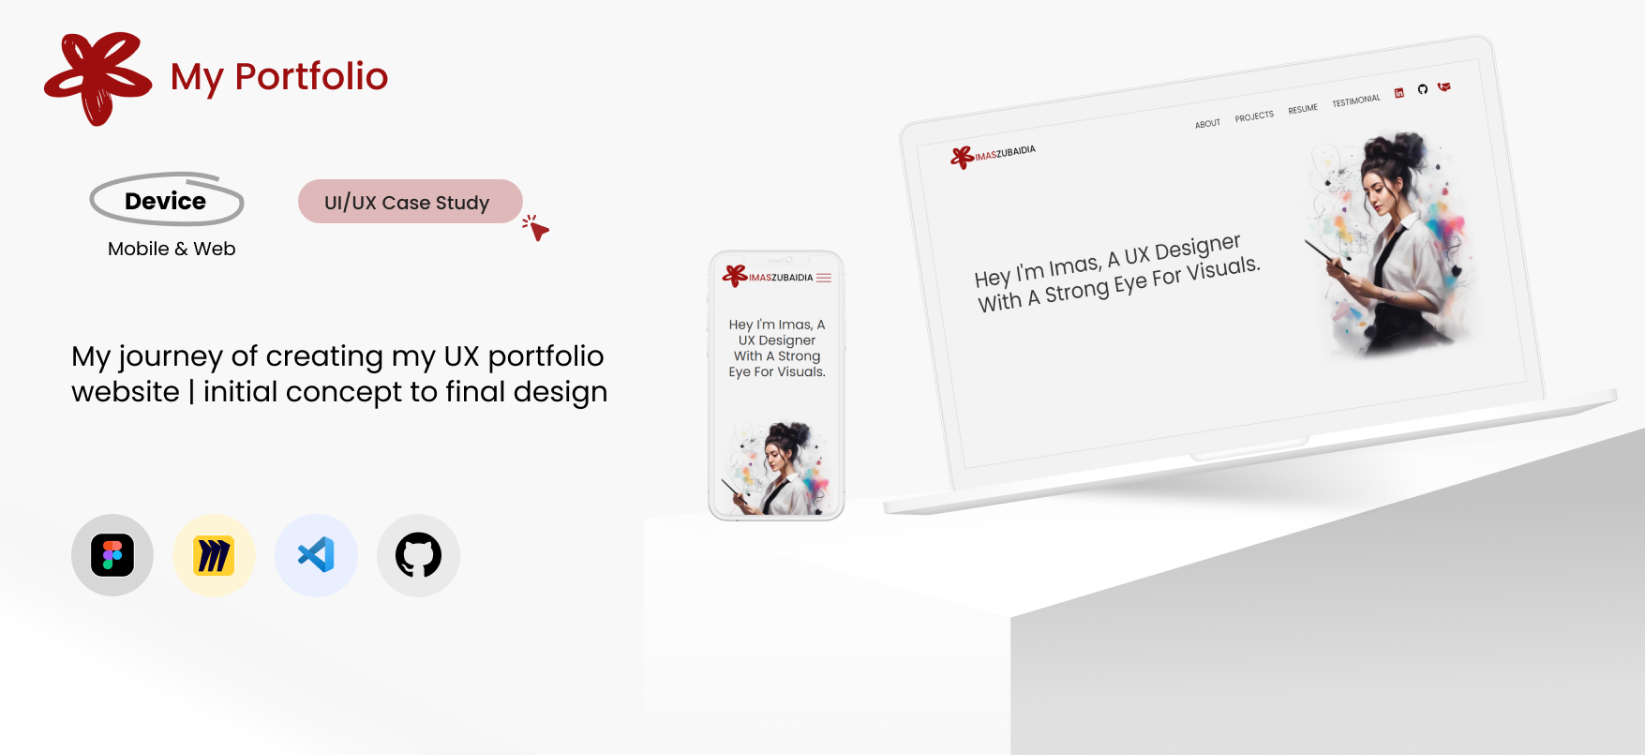 My Portfolio
Device
Mobile & Web
UI/UX Case Study
My journey of creating my UX portfolio
website | initial concept to final design
IMASZUBAIDIA
Hey I'm Imas, A
UX Designer
With A Strong
Eye For Visuals.
ABOUT PROJECTS RESUME TESTIMONIAL
IMASZUBAIDIA
Hey I'm Imas, A UX Designer
With A Strong Eye For Visuals.